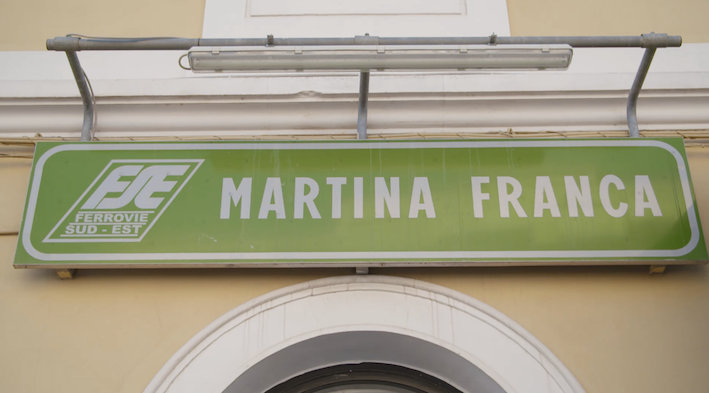 FSE
FERROVIE
SUD - EST
MARTINA FRANCA